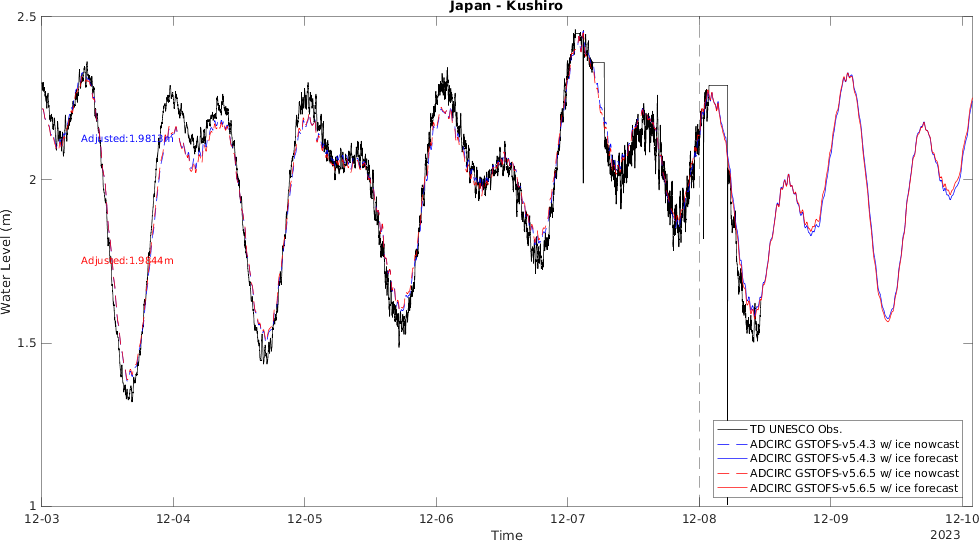 Japan - Kushiro
2.5
2
1.5
1
Water Level (m)
Adjusted:1.9813m
Adjusted:1.9844m
TD UNESCO Obs.
ADCIRC GSTOFS-v5.4.3 w/ ice nowcast
ADCIRC GSTOFS-v5.4.3 w/ ice forecast
ADCIRC GSTOFS-v5.6.5 w/ ice nowcast
ADCIRC GSTOFS-v5.6.5 w/ ice forecast
12-03 12-04 12-05 12-06 12-07 12-08 12-09 12-10
Time
2023